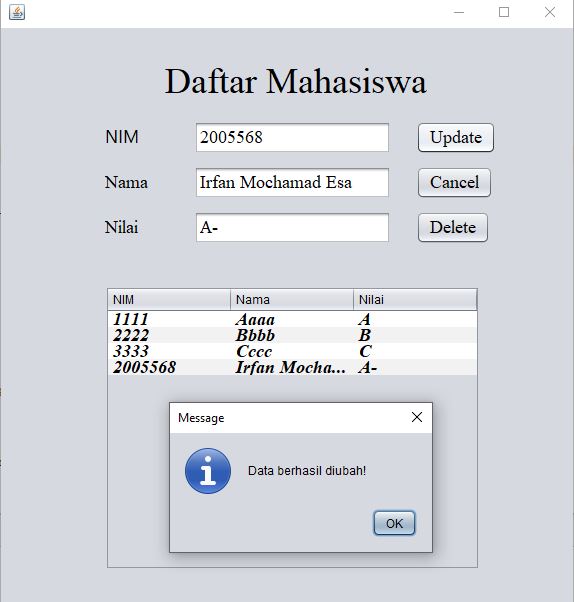 Daftar Mahasiswa
NIM 2005568 Update
Nama Irfan Mochamad Esa Cancel
Nilai A- Delete
NIM Nama Nilai
1111 Aaaa A
2222 Bbbb B
3333 Cccc C
2005568 Irfan Mocha... A-
Message
Data berhasil diubah!
OK